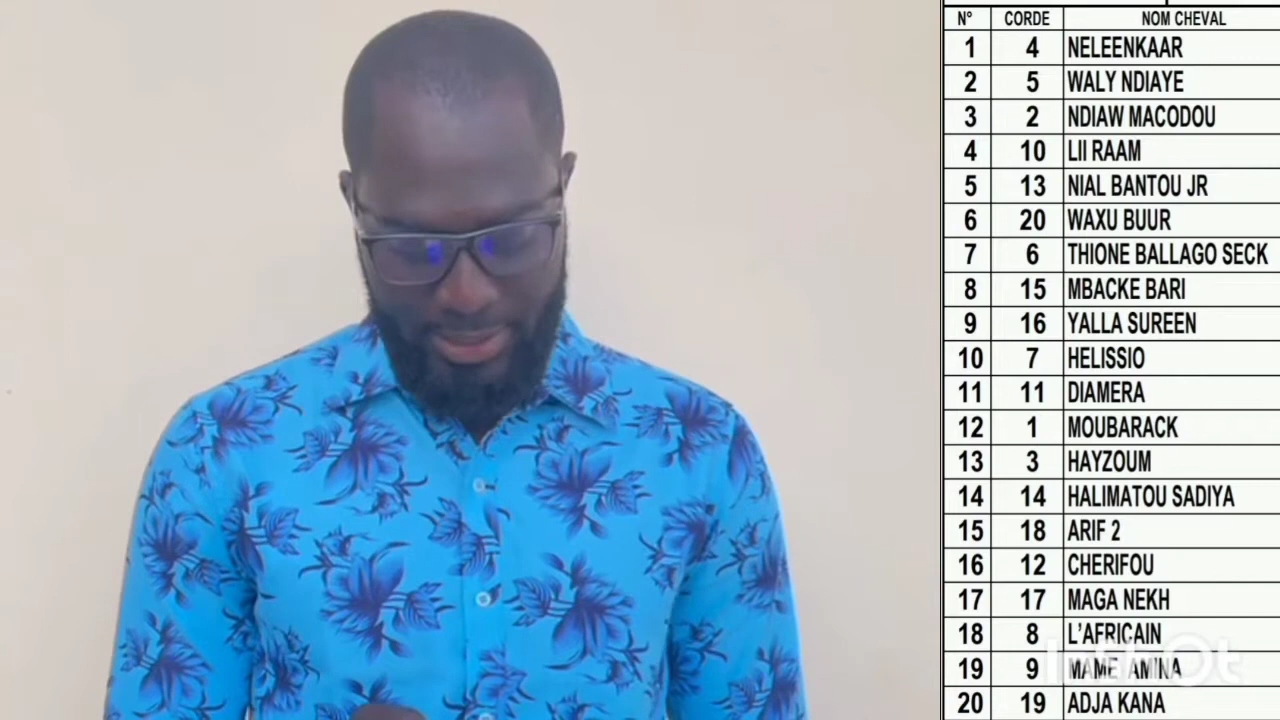 N° CORDE NOM CHEVAL
1 4 NELEENKAAR
2 5 WALY NDIAYE
3 2 NDIAW MACODOU
4 10 LII RAAM
5 13 NIAL BANTOU JR
6 20 WAXU BUUR
7 6 THIONE BALLAGO SECK
8 15 MBACKE BARI
9 16 YALLA SUREEN
10 7 HELISSIO
11 11 DIAMERA
12 1 MOUBARACK
13 3 HAYZOUM
14 14 HALIMATOU SADIYA
15 18 ARIF 2
16 12 CHERIFOU
17 17 MAGA NEKH
18 8 L’AFRICAIN
19 9 MAME AMINA
20 19 ADJA KANA
InShOt